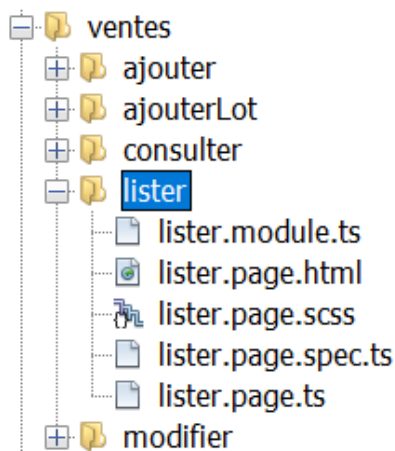 ventes
ajouter
ajouterLot
consulter
lister
lister.module.ts
lister.page.html
lister.page.scss
lister.page.spec.ts
lister.page.ts
modifier